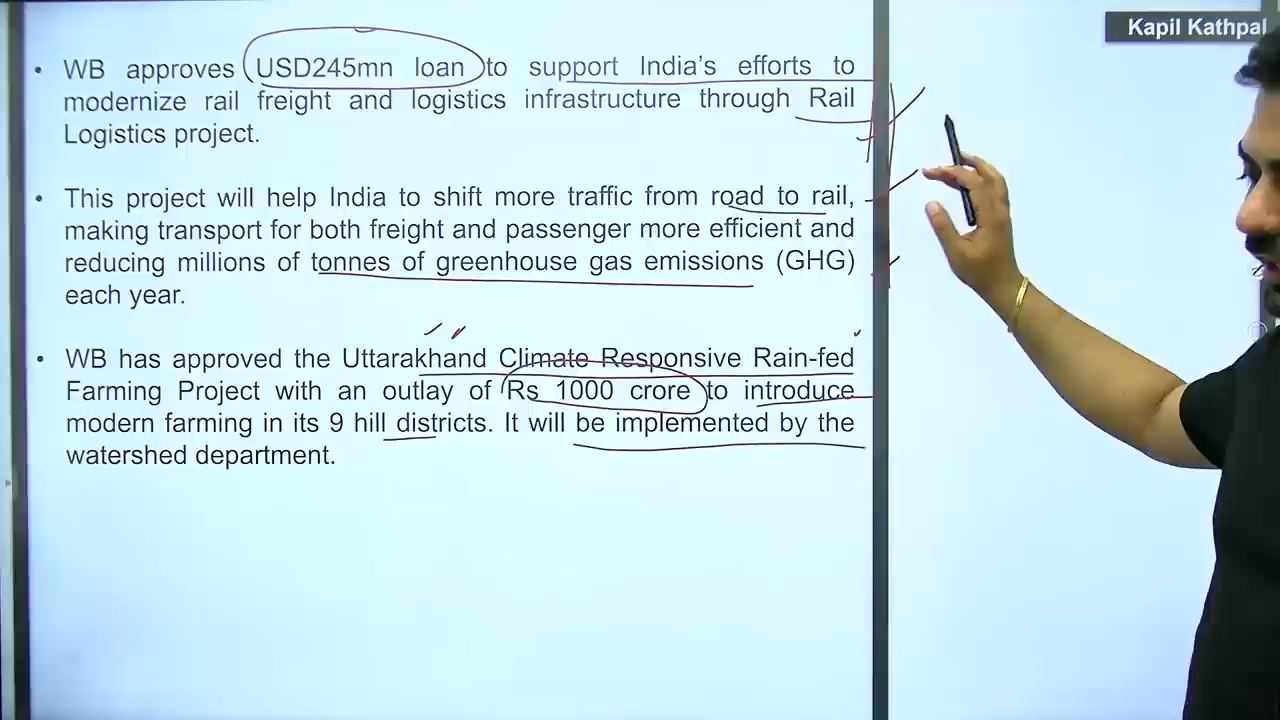 Kapil Kathpal
• WB approves USD245mn loan to support India's efforts to
modernize rail freight and logistics infrastructure through Rail
Logistics project.
• This project will help India to shift more traffic from road to rail,
making transport for both freight and passenger more efficient and
reducing millions of tonnes of greenhouse gas emissions (GHG)
each year.
• WB has approved the Uttarakhand Climate Responsive Rain-fed
Farming Project with an outlay of Rs 1000 crore to introduce
modern farming in its 9 hill districts. It will be implemented by the
watershed department.